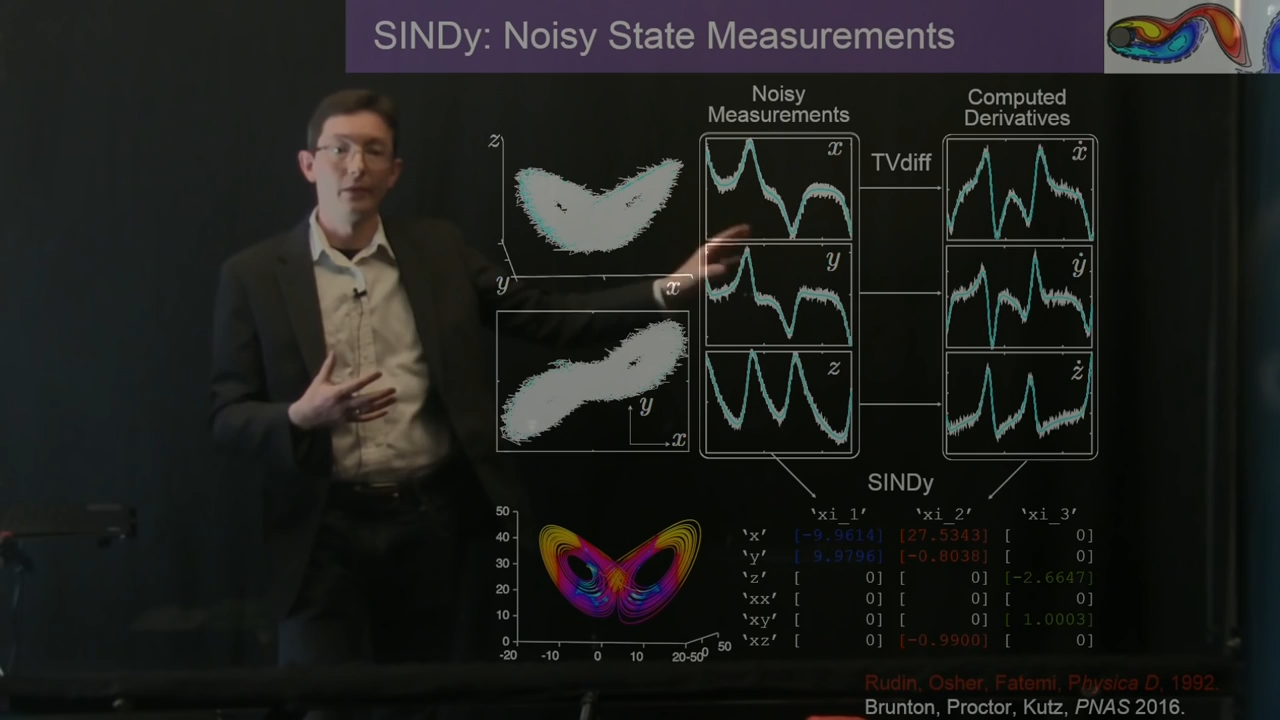 SINDy: Noisy State Measurements
Noisy
Measurements
Computed
Derivatives
z
y
x
y
x
x
y
z
TVdiff
ẋ
ẏ
ż
SINDy
'xi_1' 'xi_2' 'xi_3'
'x' [-9.9614] [27.5343] [ 0]
'y' [ 9.9796] [-0.8038] [ 0]
'z' [ 0] [ 0] [-2.6647]
'xx' [ 0] [ 0] [ 0]
'xy' [ 0] [ 0] [ 1.0003]
'xz' [ 0] [-0.9900] [ 0]
50
40
30
20
10
0
-20 -10 0 10 20 -50 0 50
Rudin, Osher, Fatemi, Physica D, 1992.
Brunton, Proctor, Kutz, PNAS 2016.